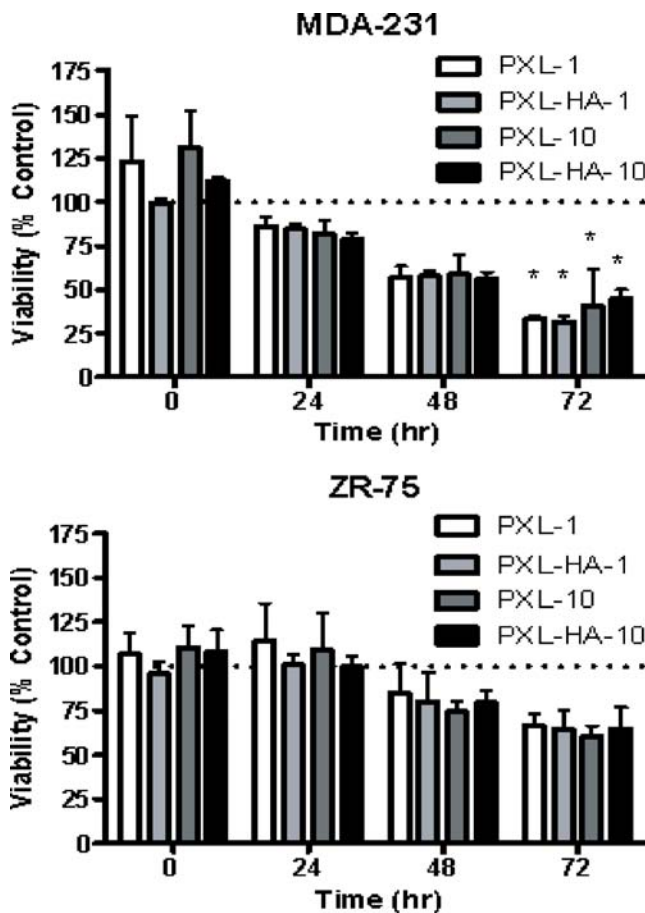 MDA-231
PXL-1
PXL-HA-1
PXL-10
PXL-HA-10
175
150
125
100
75
50
25
0
Viability (% Control)
* * * *
0 24 48 72
Time (hr)
ZR-75
PXL-1
PXL-HA-1
PXL-10
PXL-HA-10
175
150
125
100
75
50
25
0
Viability (% Control)
0 24 48 72
Time (hr)